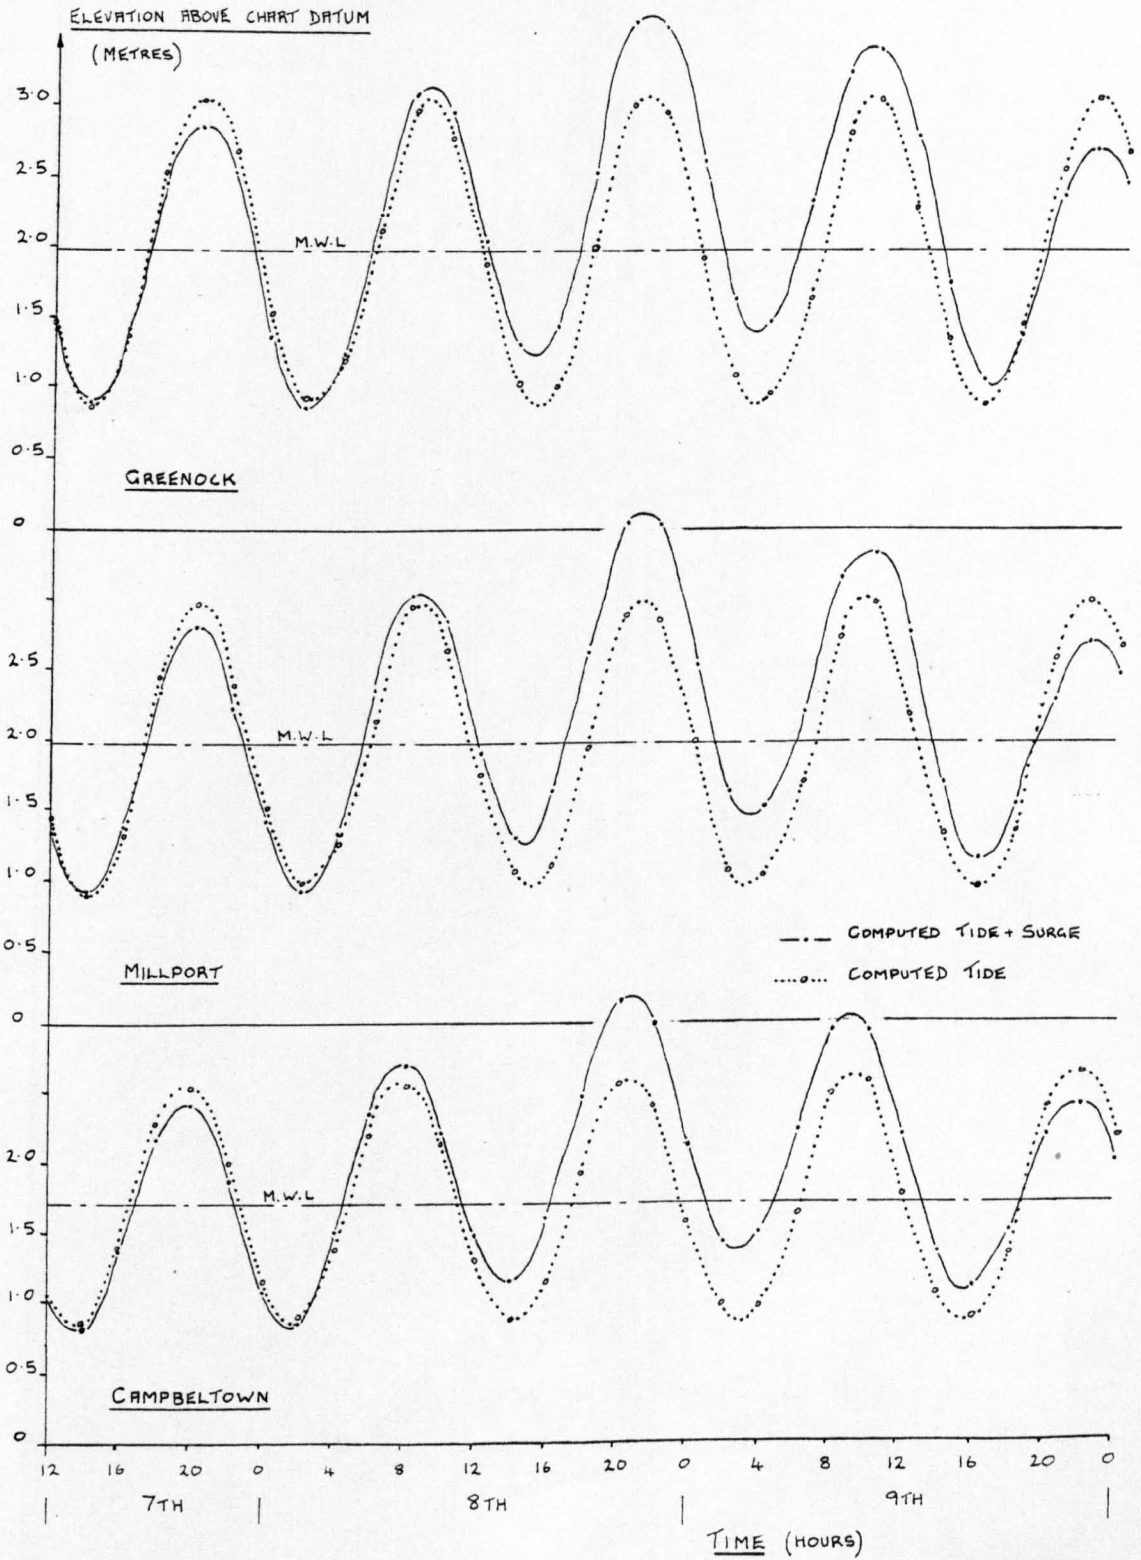 ELEVATION ABOVE CHART DATUM
(METRES)
3.0
2.5
2.0
M.W.L
1.5
1.0
0.5
GREENOCK
0
2.5
2.0
M.W.L
1.5
1.0
0.5
COMPUTED TIDE + SURGE
MILLPORT
COMPUTED TIDE
0
2.0
M.W.L
1.5
1.0
0.5
CAMPBELTOWN
0
12 16 20 0 4 8 12 16 20 0 4 8 12 16 20 0
7TH 8TH 9TH
TIME (HOURS)